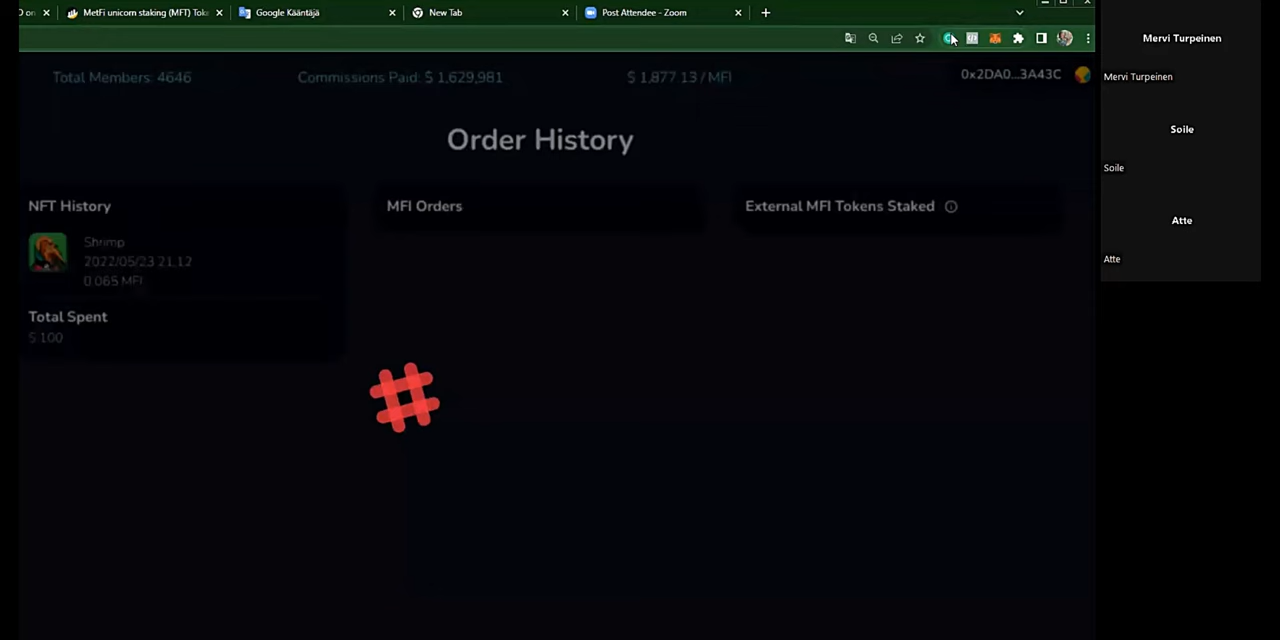 MetFi unicorn staking (MFT) Tok
Google Kääntäjä
New Tab
Post Attendee - Zoom
Total Members: 4646
Commissions Paid: $ 1,629,981
$ 1,877.13 / MFI
0x2DA0...3A43C
Order History
NFT History
Shrimp
2022/05/23 21.12
0.065 MFI
Total Spent
$ 100
MFI Orders
External MFI Tokens Staked
Mervi Turpeinen
Mervi Turpeinen
Soile
Soile
Atte
Atte